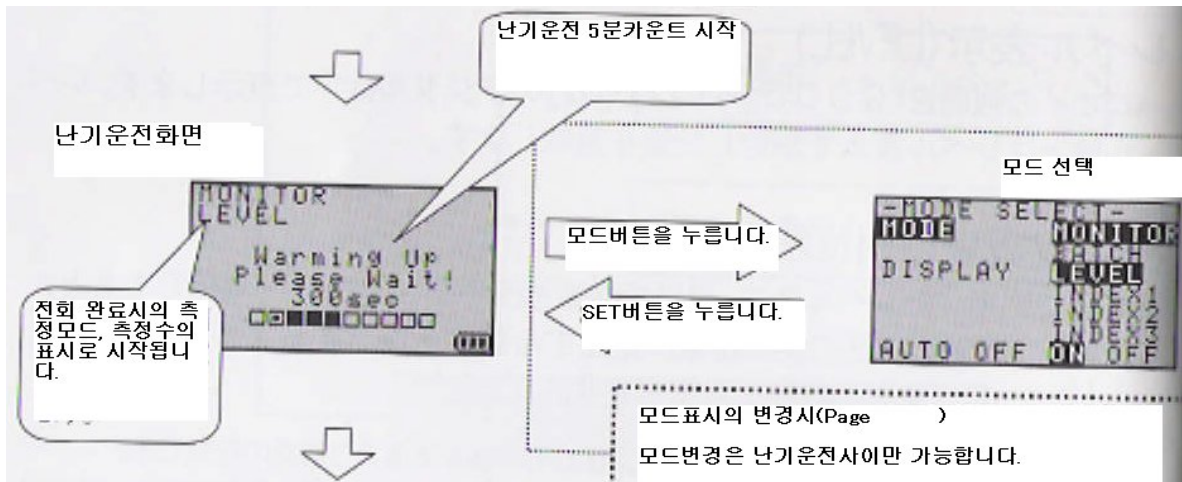 난기운전 5분카운트 시작
난기운전화면
모드 선택
MONITOR
LEVEL
Warming Up
Please Wait!
300sec
전회 완료시의 측
정모드, 측정수의
표시로 시작됩니
다.
모드버튼을 누릅니다.
SET버튼을 누릅니다.
-MODE SELECT-
MODE MONITOR
BATCH
DISPLAY LEVEL
INDEX1
INDEX2
INDEX3
AUTO OFF ON OFF
모드표시의 변경시(Page )
모드변경은 난기운전사이만 가능합니다.